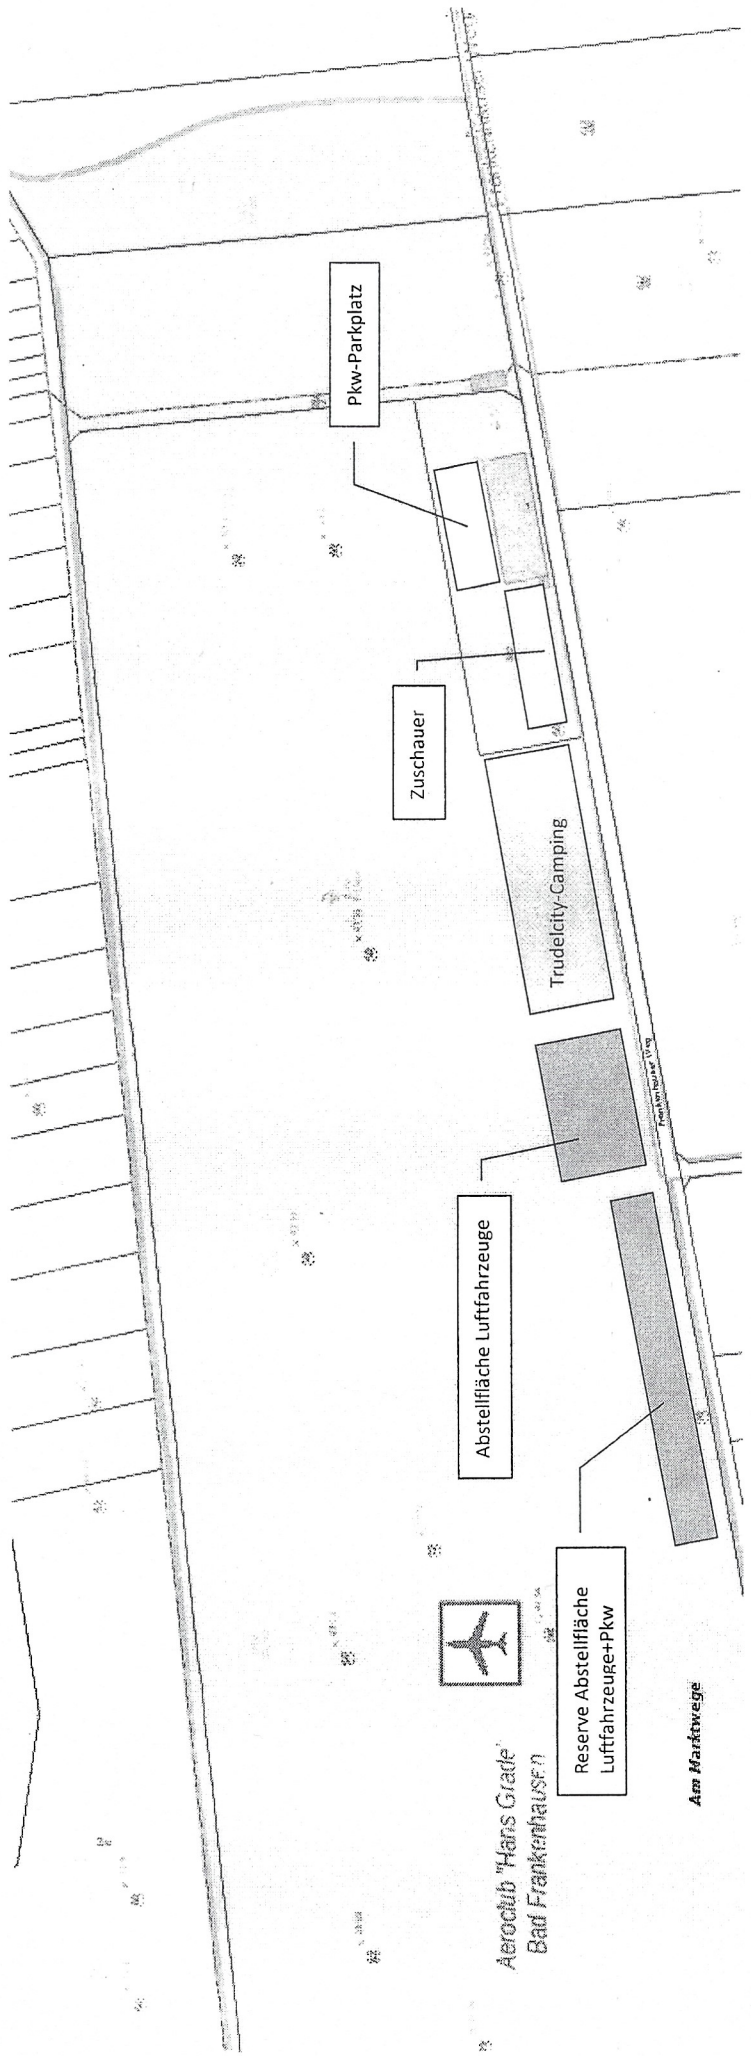 Pkw-Parkplatz
Zuschauer
Trudelcity-Camping
Abstellfläche Luftfahrzeuge
Reserve Abstellfläche
Luftfahrzeuge+Pkw
Aeroclub "Hans Grade"
Bad Frankenhausen
Am Marktwege